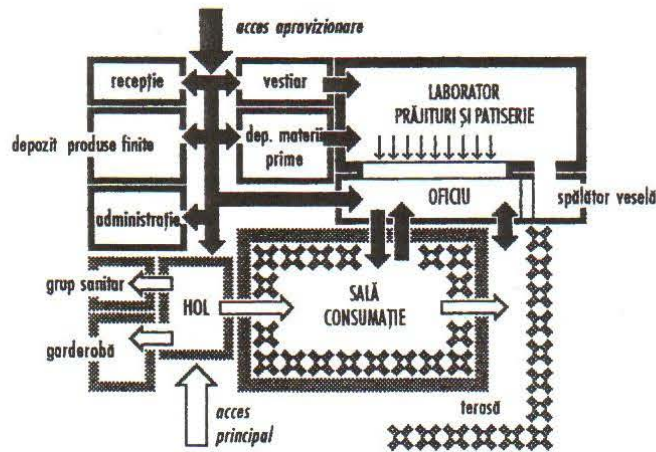 acces aprovizionare
recepție
vestiar
LABORATOR
PRĂJITURI ȘI PATISERIE
depozit produse finite
dep. materii
prime
OFICIU
spălător veselă
administrație
grup sanitar
HOL
SALĂ
CONSUMAȚIE
garderobă
acces
principal
terasă